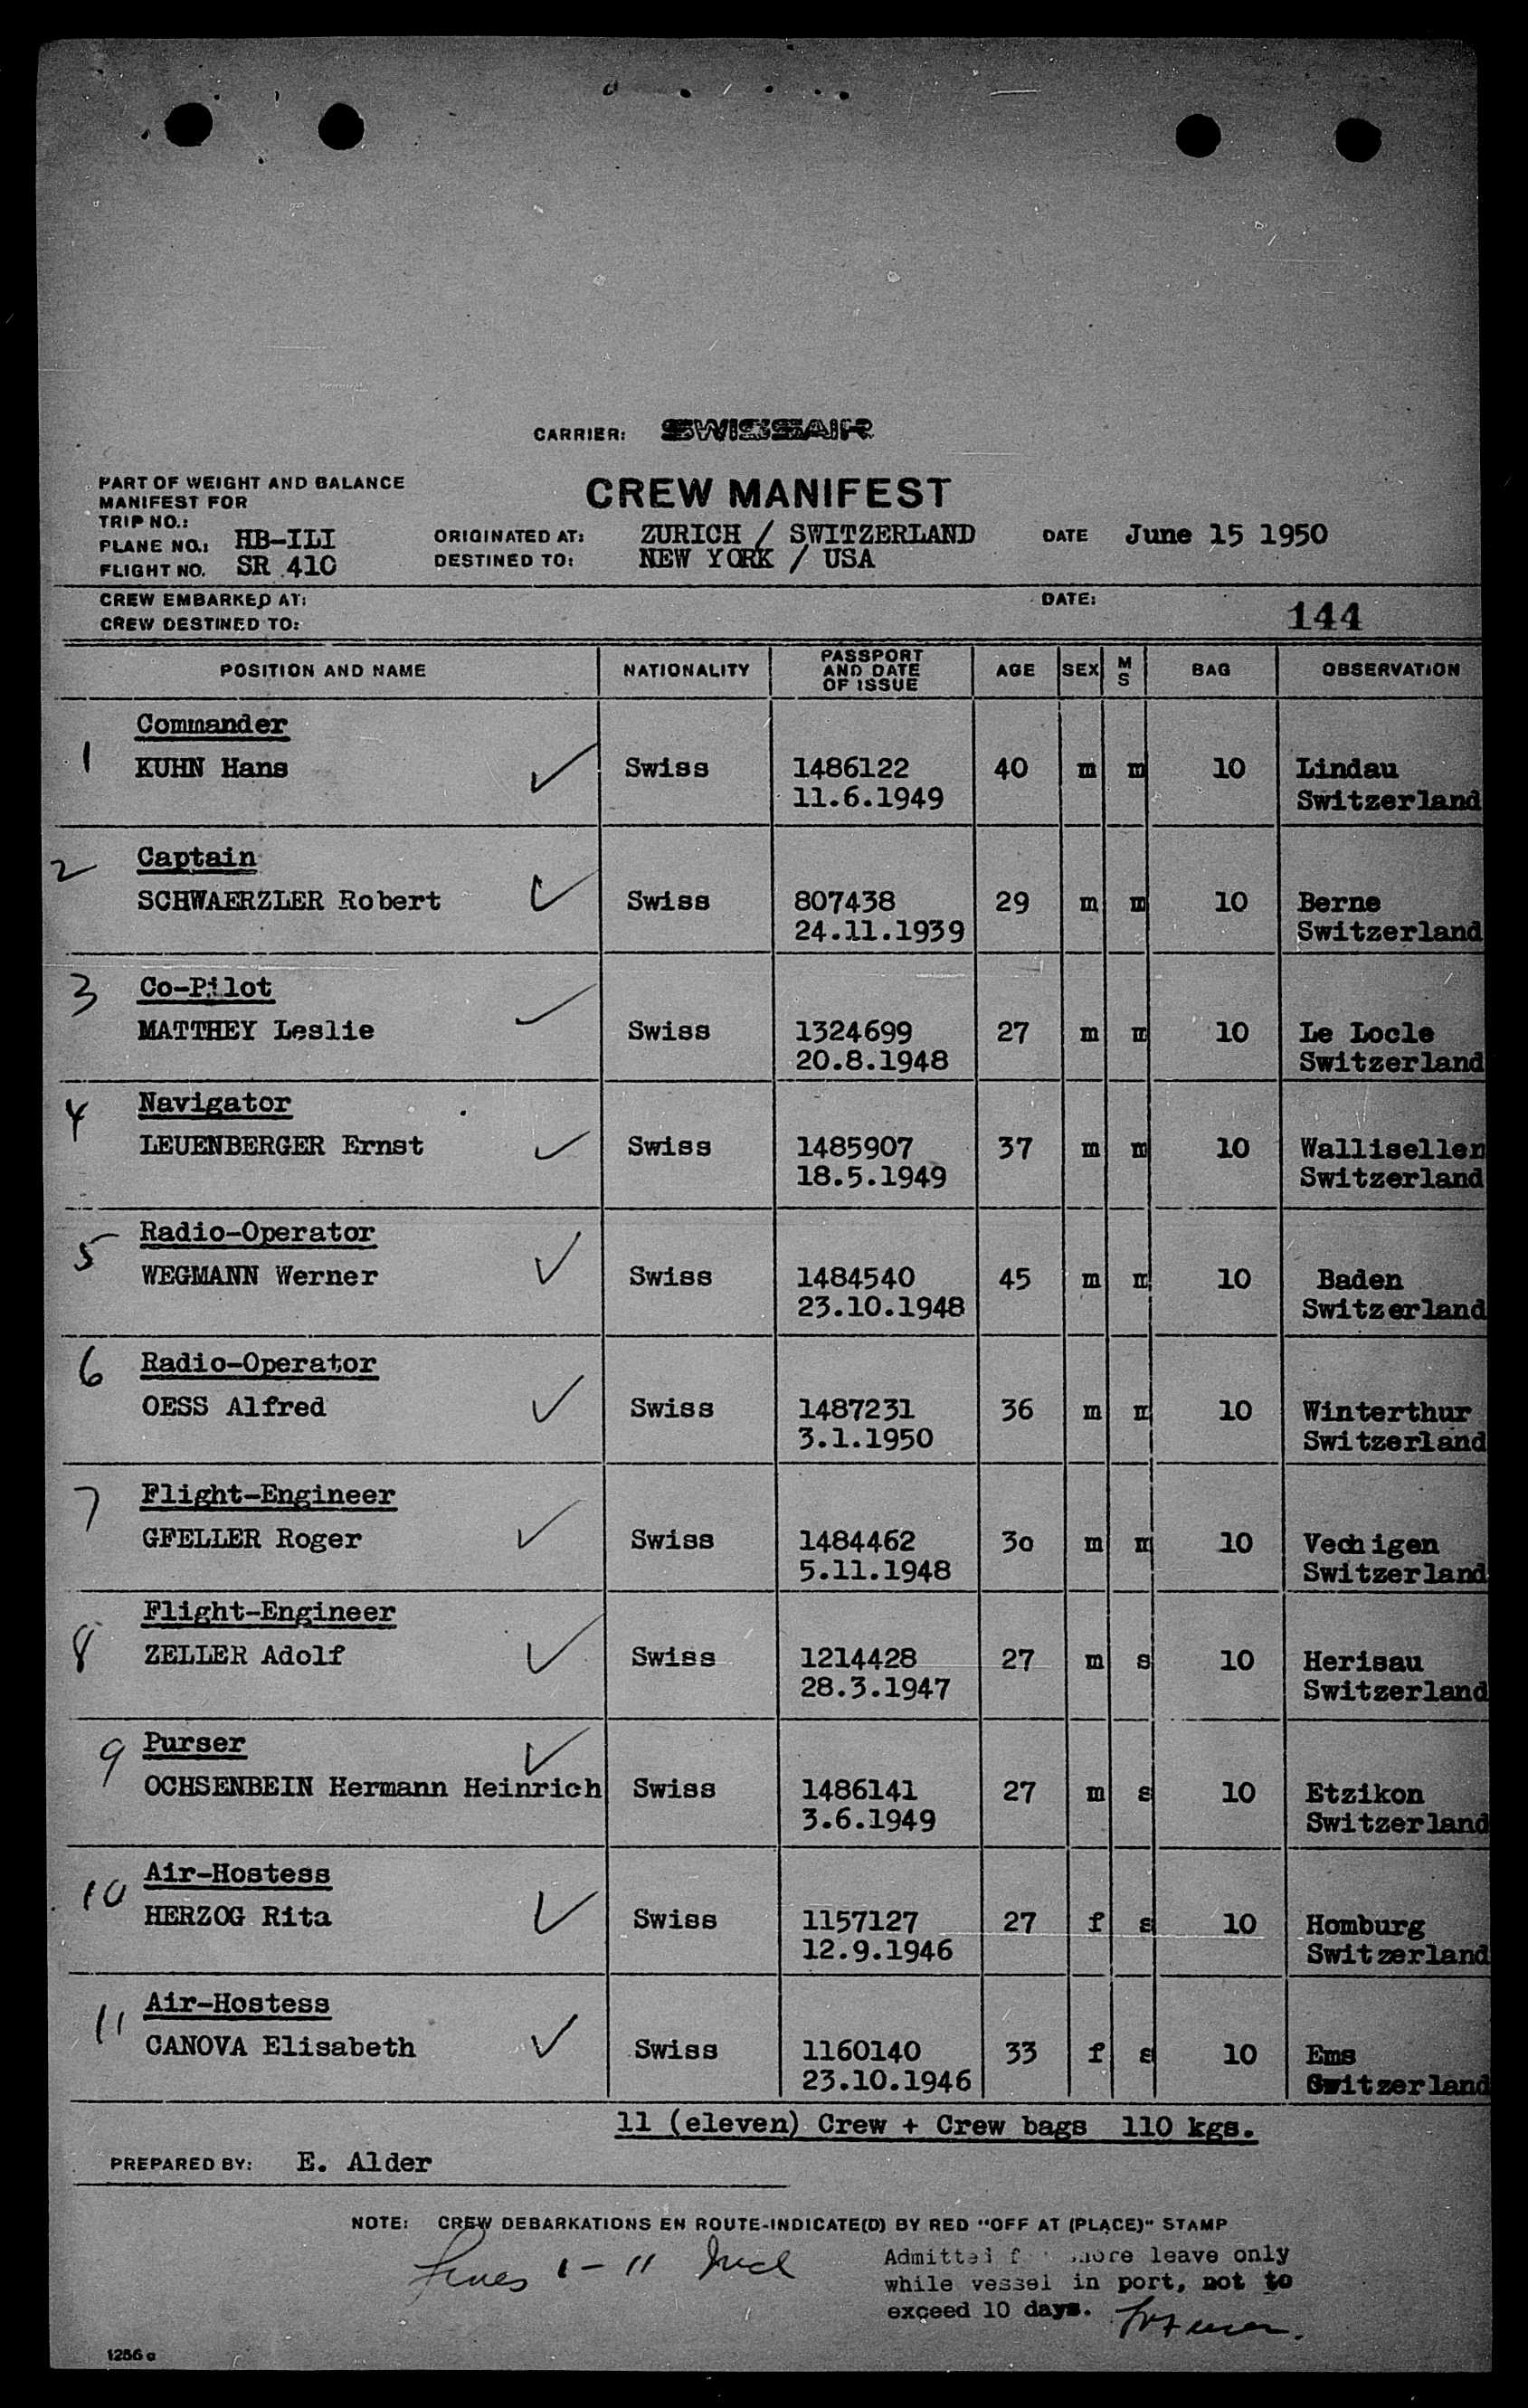 CARRIER: SWISSAIR
PART OF WEIGHT AND BALANCE
MANIFEST FOR
CREW MANIFEST
TRIP NO.:
PLANE NO.: HB-ILI ORIGINATED AT: ZURICH / SWITZERLAND DATE June 15 1950
FLIGHT NO. SR 410 DESTINED TO: NEW YORK / USA
CREW EMBARKED AT: DATE:
CREW DESTINED TO: 144
POSITION AND NAME NATIONALITY PASSPORT AND DATE OF ISSUE AGE SEX M S BAG OBSERVATION
Commander
1 KUHN Hans Swiss 1486122 40 m m 10 Lindau
11.6.1949 Switzerland
2 Captain
SCHWAERZLER Robert Swiss 807438 29 m m 10 Berne
24.11.1939 Switzerland
3 Co-Pilot
MATTHEY Leslie Swiss 1324699 27 m m 10 Le Locle
20.8.1948 Switzerland
4 Navigator
LEUENBERGER Ernst Swiss 1485907 37 m m 10 Wallisellen
18.5.1949 Switzerland
5 Radio-Operator
WEGMANN Werner Swiss 1484540 45 m m 10 Baden
23.10.1948 Switzerland
6 Radio-Operator
OESS Alfred Swiss 1487231 36 m m 10 Winterthur
3.1.1950 Switzerland
7 Flight-Engineer
GFELLER Roger Swiss 1484462 30 m m 10 Vechigen
5.11.1948 Switzerland
8 Flight-Engineer
ZELLER Adolf Swiss 1214428 27 m s 10 Herisau
28.3.1947 Switzerland
9 Purser
OCHSENBEIN Hermann Heinrich Swiss 1486141 27 m s 10 Etzikon
3.6.1949 Switzerland
10 Air-Hostess
HERZOG Rita Swiss 1157127 27 f s 10 Homburg
12.9.1946 Switzerland
11 Air-Hostess
CANOVA Elisabeth Swiss 1160140 33 f s 10 Ems
23.10.1946 Switzerland
11 (eleven) Crew + Crew bags 110 kgs.
PREPARED BY: E. Alder
NOTE: CREW DEBARKATIONS EN ROUTE-INDICATE(D) BY RED "OFF AT (PLACE)" STAMP
Lines 1-11 Incl
Admitted for shore leave only
while vessel in port, not to
exceed 10 days.
1256 a